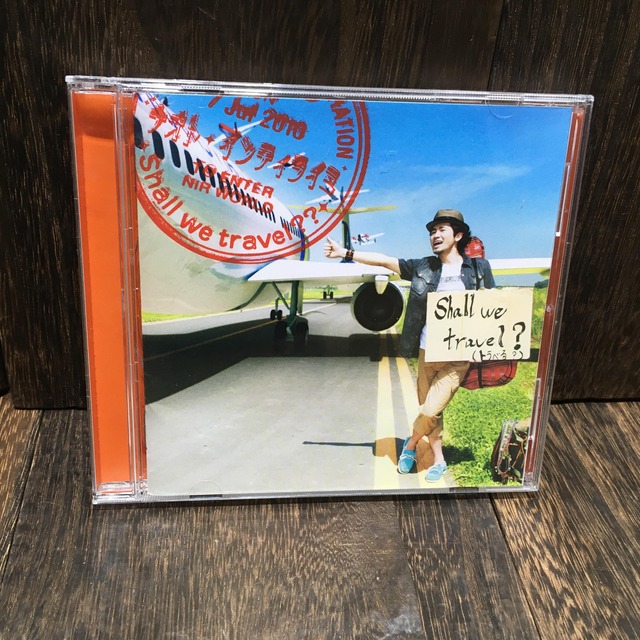 Jul 2010
ナオト・インティライミ
ENTER
Shall we travel??
Shall we
travel?
(トラベる?)